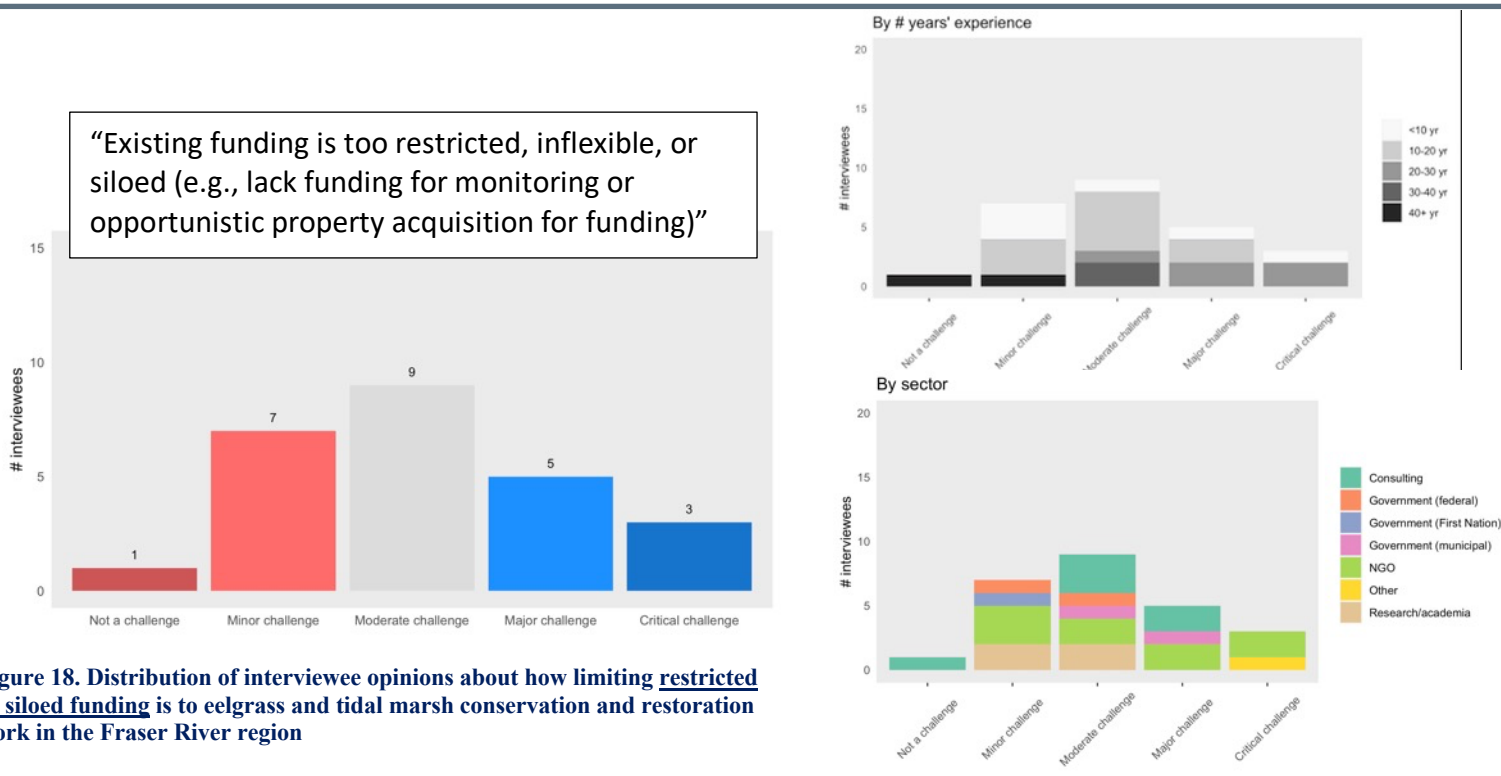 “Existing funding is too restricted, inflexible, or
siloed (e.g., lack funding for monitoring or
opportunistic property acquisition for funding)”
15
10
5
0
# interviewees
1
7
9
5
3
Not a challenge
Minor challenge
Moderate challenge
Major challenge
Critical challenge
gure 18. Distribution of interviewee opinions about how limiting restricted
siloed funding is to eelgrass and tidal marsh conservation and restoration
ork in the Fraser River region
By # years' experience
20
15
10
5
0
# interviewees
Not a challenge
Minor challenge
Moderate challenge
Major challenge
Critical challenge
<10 yr
10-20 yr
20-30 yr
30-40 yr
40+ yr
By sector
20
15
10
5
0
# interviewees
Not a challenge
Minor challenge
Moderate challenge
Major challenge
Critical challenge
Consulting
Government (federal)
Government (First Nation)
Government (municipal)
NGO
Other
Research/academia